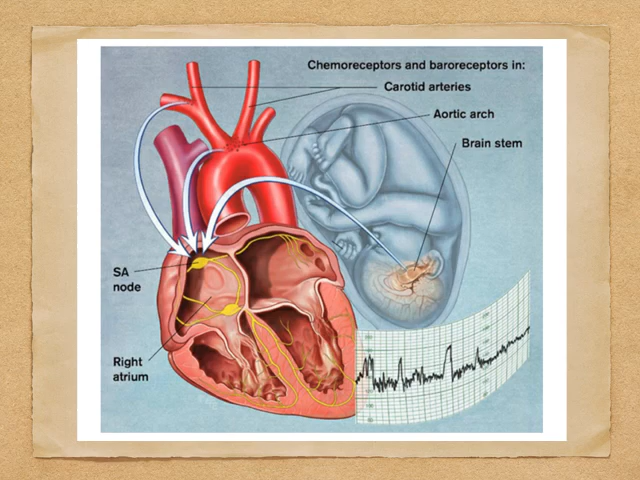 Chemoreceptors and baroreceptors in:
Carotid arteries
Aortic arch
Brain stem
SA
node
Right
atrium